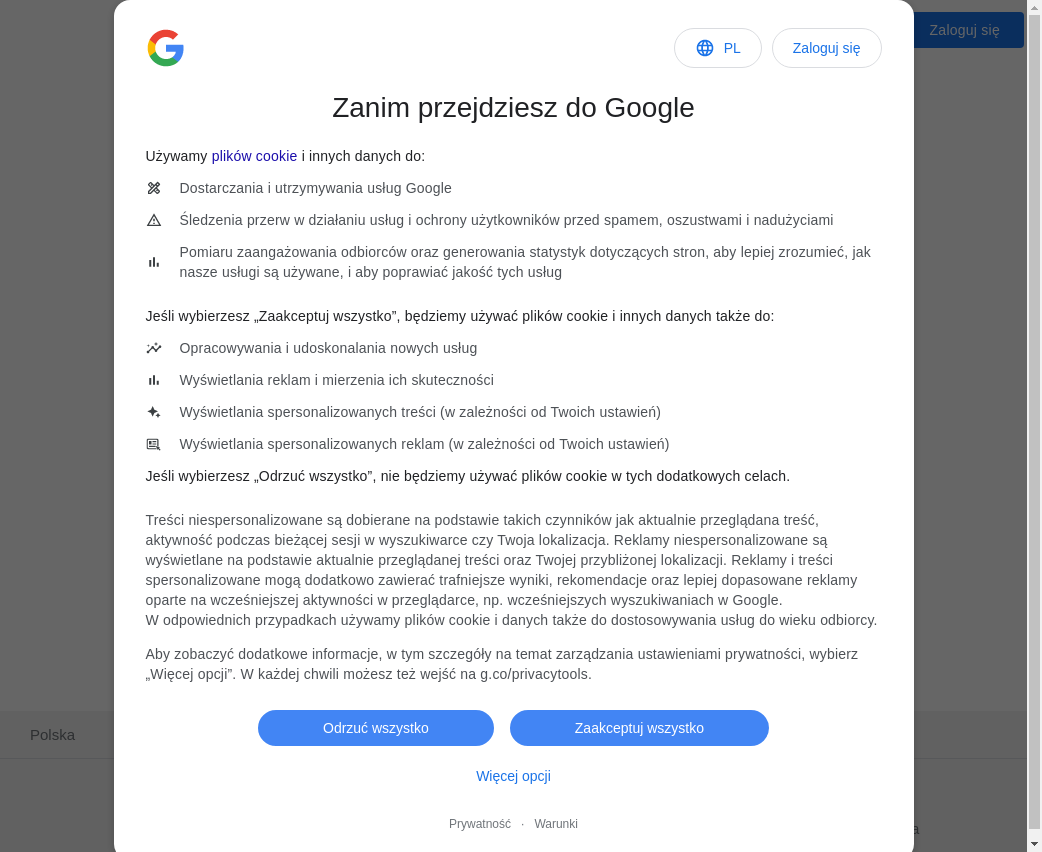 Zaloguj się
PL
Zaloguj się
Zanim przejdziesz do Google
Używamy plików cookie i innych danych do:
Dostarczania i utrzymywania usług Google
Śledzenia przerw w działaniu usług i ochrony użytkowników przed spamem, oszustwami i nadużyciami
Pomiaru zaangażowania odbiorców oraz generowania statystyk dotyczących stron, aby lepiej zrozumieć, jak
nasze usługi są używane, i aby poprawiać jakość tych usług
Jeśli wybierzesz „Zaakceptuj wszystko”, będziemy używać plików cookie i innych danych także do:
Opracowywania i udoskonalania nowych usług
Wyświetlania reklam i mierzenia ich skuteczności
Wyświetlania spersonalizowanych treści (w zależności od Twoich ustawień)
Wyświetlania spersonalizowanych reklam (w zależności od Twoich ustawień)
Jeśli wybierzesz „Odrzuć wszystko”, nie będziemy używać plików cookie w tych dodatkowych celach.
Treści niespersonalizowane są dobierane na podstawie takich czynników jak aktualnie przeglądana treść,
aktywność podczas bieżącej sesji w wyszukiwarce czy Twoja lokalizacja. Reklamy niespersonalizowane są
wyświetlane na podstawie aktualnie przeglądanej treści oraz Twojej przybliżonej lokalizacji. Reklamy i treści
spersonalizowane mogą dodatkowo zawierać trafniejsze wyniki, rekomendacje oraz lepiej dopasowane reklamy
oparte na wcześniejszej aktywności w przeglądarce, np. wcześniejszych wyszukiwaniach w Google.
W odpowiednich przypadkach używamy plików cookie i danych także do dostosowywania usług do wieku odbiorcy.
Aby zobaczyć dodatkowe informacje, w tym szczegóły na temat zarządzania ustawieniami prywatności, wybierz
„Więcej opcji”. W każdej chwili możesz też wejść na g.co/privacytools.
Odrzuć wszystko
Zaakceptuj wszystko
Polska
Więcej opcji
Prywatność · Warunki